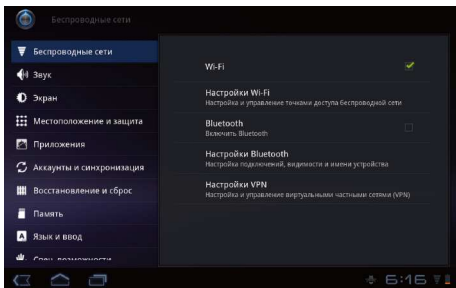 Беспроводные сети
Беспроводные сети
Звук
Экран
Местоположение и защита
Приложения
Аккаунты и синхронизация
Восстановление и сброс
Память
Язык и ввод
Спец. возможности
Wi-Fi
Настройки Wi-Fi
Настройка и управление точками доступа беспроводной сети
Bluetooth
Включить Bluetooth
Настройки Bluetooth
Настройка подключений, видимости и имени устройства
Настройки VPN
Настройка и управление виртуальными частными сетями (VPN)
6:16